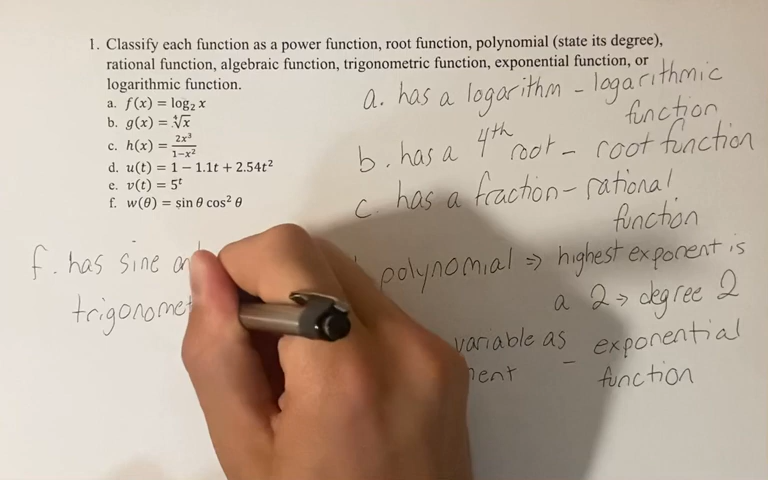 1. Classify each function as a power function, root function, polynomial (state its degree),
rational function, algebraic function, trigonometric function, exponential function, or
logarithmic function.
a. f(x) = log₂ x
b. g(x) = ∜x
c. h(x) = 2x³/(1−x²)
d. u(t) = 1 − 1.1t + 2.54t²
e. v(t) = 5ᵗ
f. w(θ) = sin θ cos² θ
a. has a logarithm - logarithmic
function
b. has a 4th root - root function
c. has a fraction - rational
function
polynomial ⇒ highest exponent is
a 2 → degree 2
variable as exponential
nent - function
f. has sine an
trigonomet